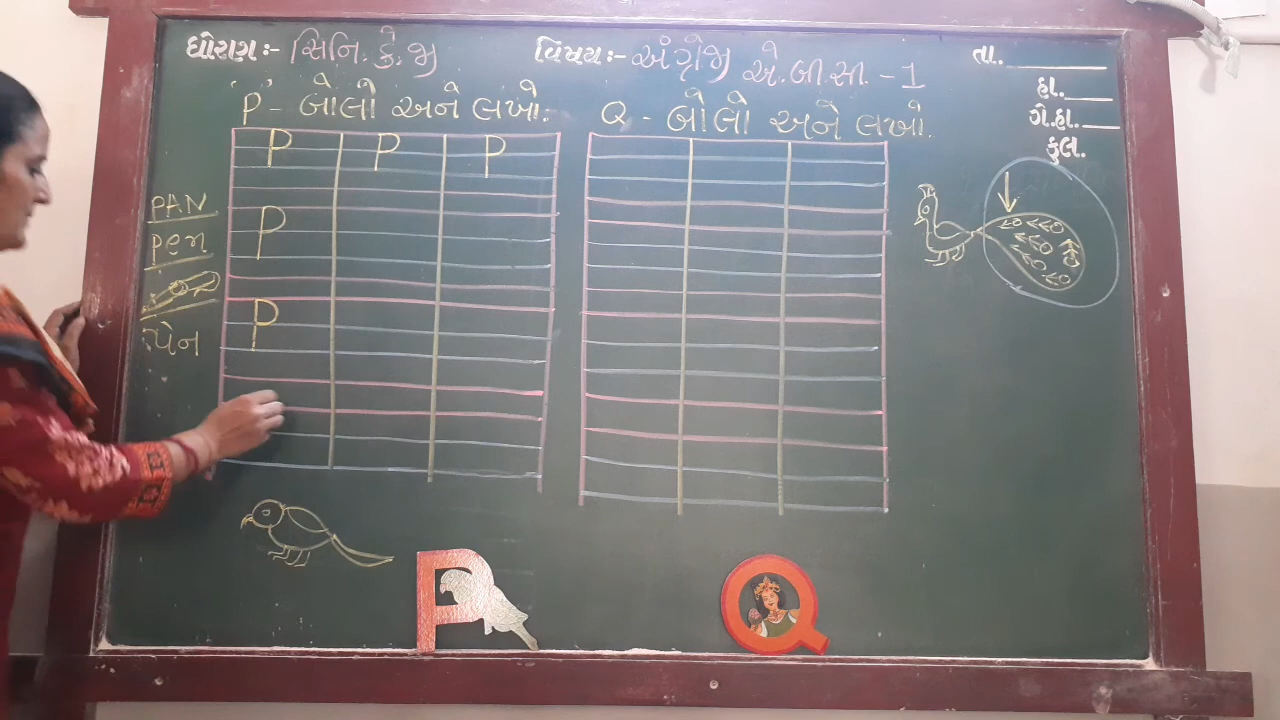 ધોરણ:- સિનિ. કે.જી વિષય:- અંગ્રેજી એ.બી.સી. - 1 તા.
હા.
ગે.હા.
કુલ.
'P' - બોલો અને લખો. Q - બોલો અને લખો.
P P P
P
P
PAN
Pen
પેન
P
Q